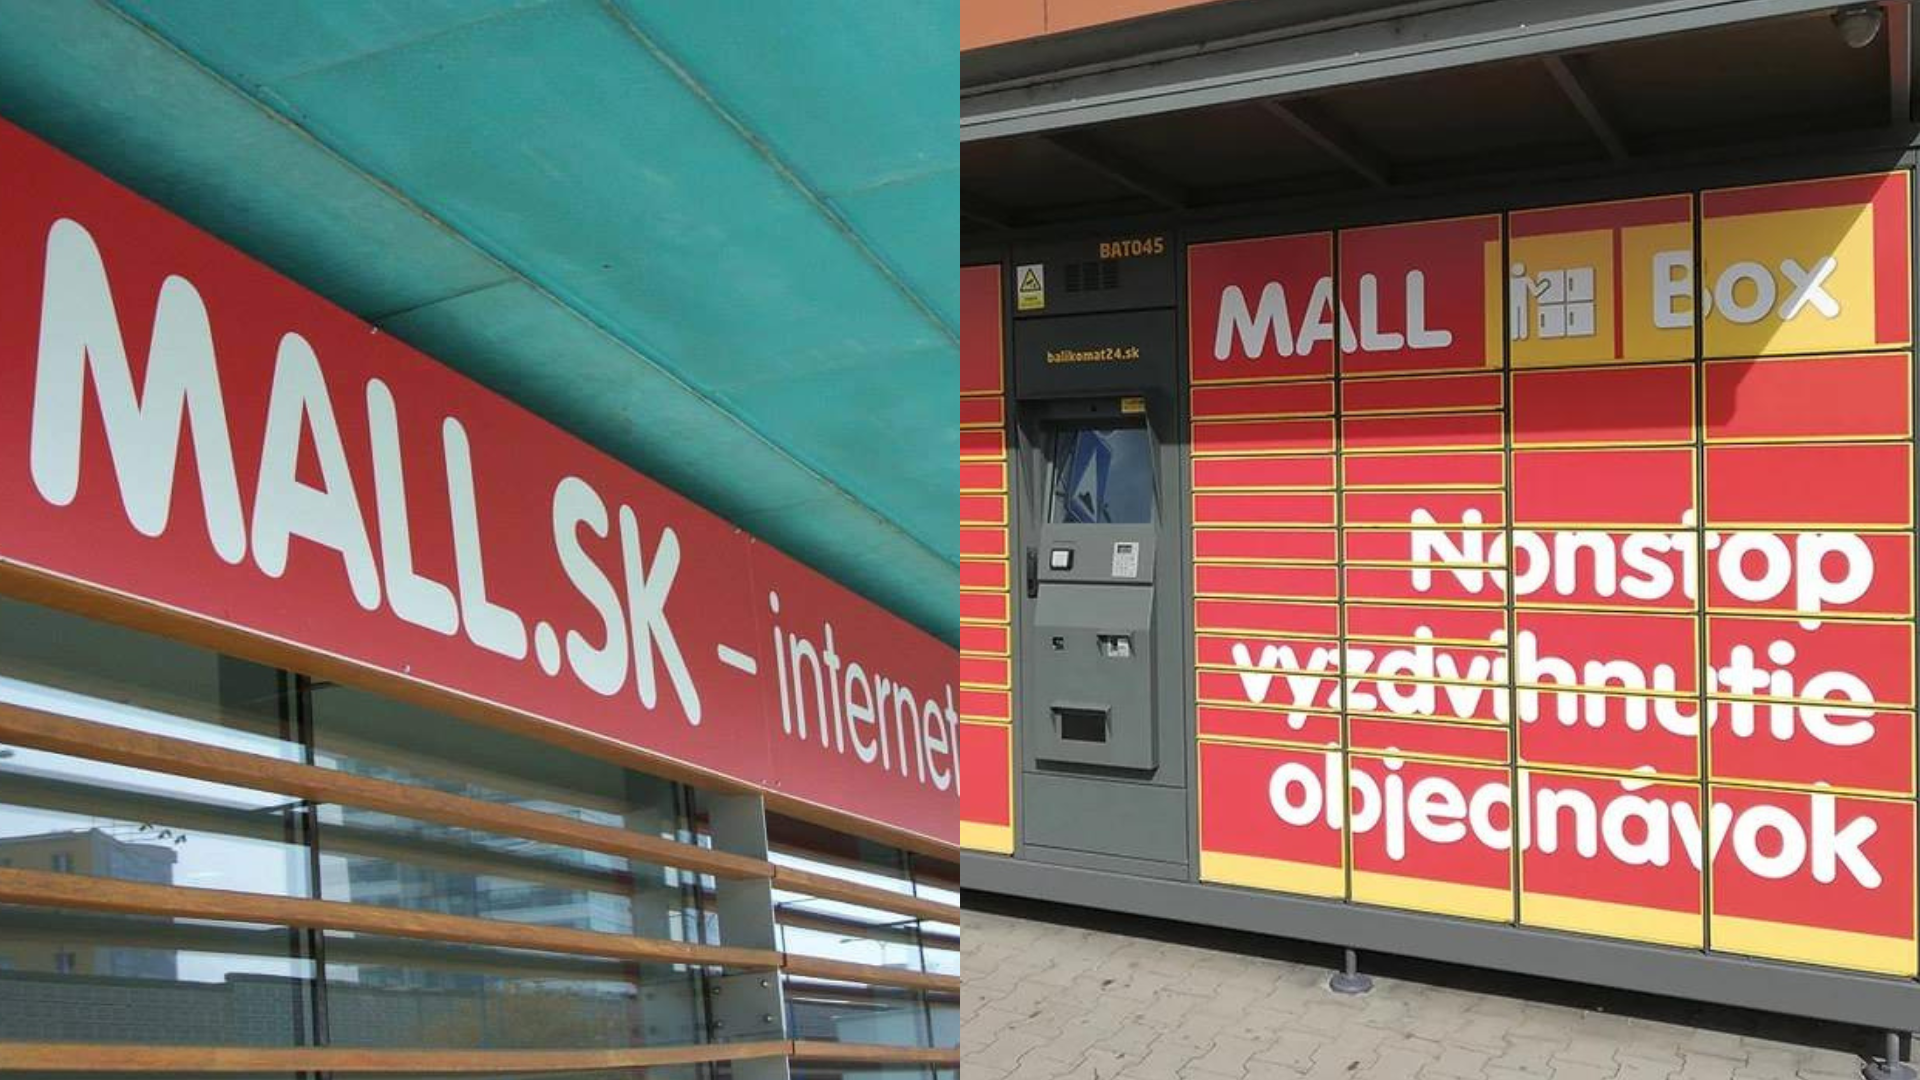 MALL.SK – internet
BAT045
balikomat24.sk
MALL Box
Nonstop
vyzdvihnutie
objednávok